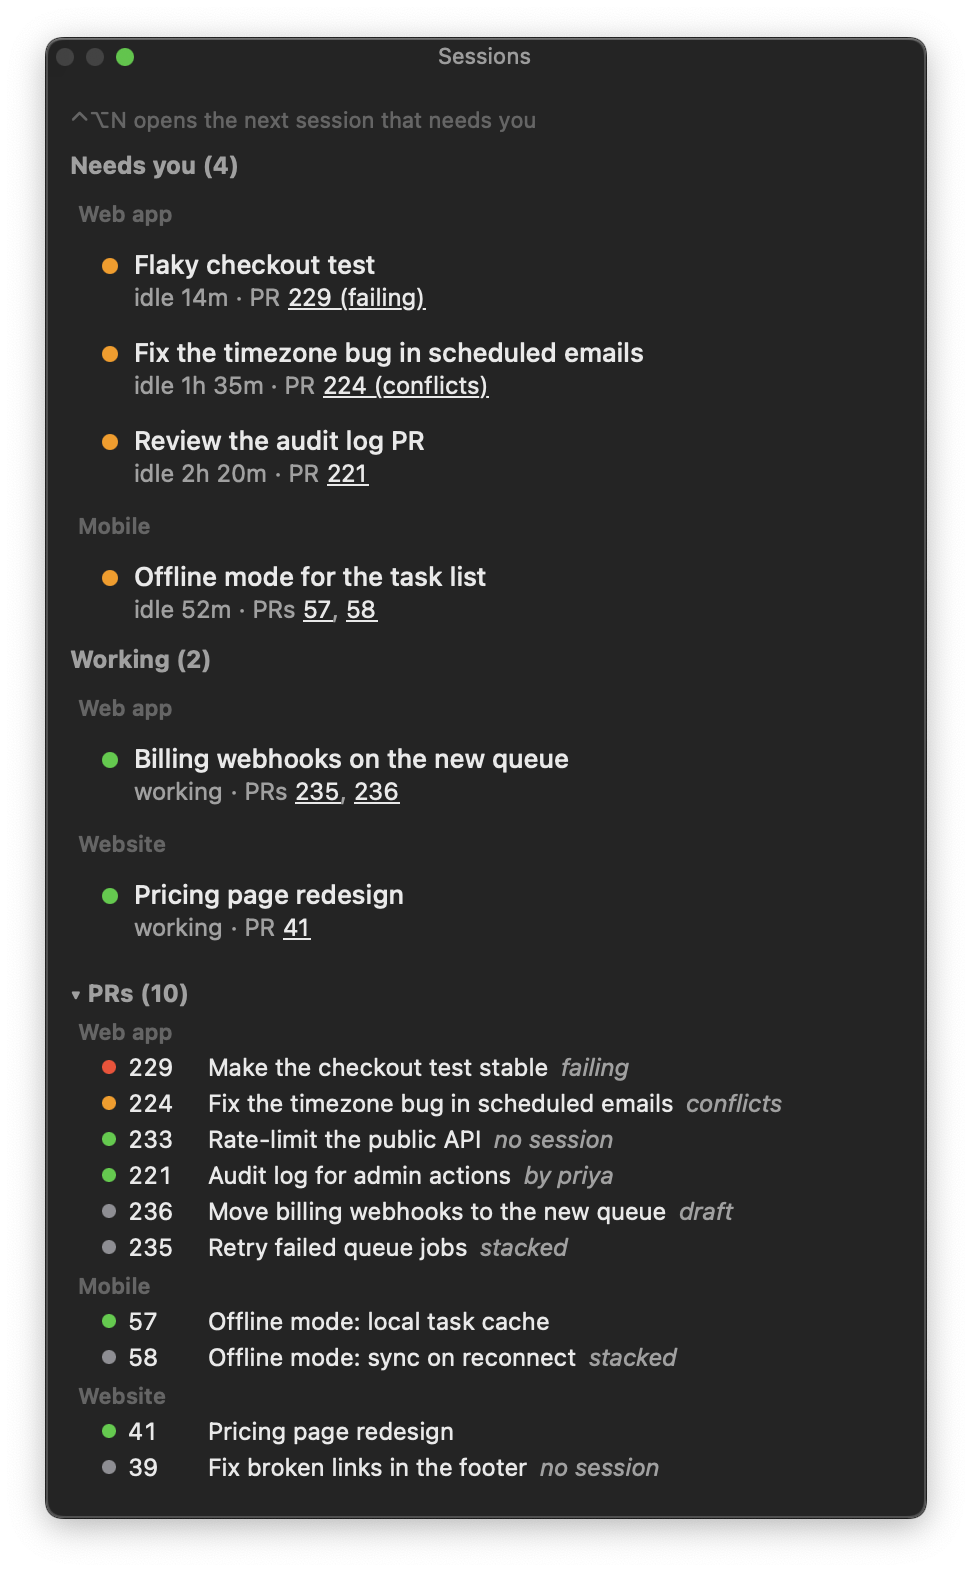 Sessions
⌃⌥N opens the next session that needs you
Needs you (4)
Web app
Flaky checkout test
idle 14m · PR 229 (failing)
Fix the timezone bug in scheduled emails
idle 1h 35m · PR 224 (conflicts)
Review the audit log PR
idle 2h 20m · PR 221
Mobile
Offline mode for the task list
idle 52m · PRs 57, 58
Working (2)
Web app
Billing webhooks on the new queue
working · PRs 235, 236
Website
Pricing page redesign
working · PR 41
▾ PRs (10)
Web app
229 Make the checkout test stable failing
224 Fix the timezone bug in scheduled emails conflicts
233 Rate-limit the public API no session
221 Audit log for admin actions by priya
236 Move billing webhooks to the new queue draft
235 Retry failed queue jobs stacked
Mobile
57 Offline mode: local task cache
58 Offline mode: sync on reconnect stacked
Website
41 Pricing page redesign
39 Fix broken links in the footer no session